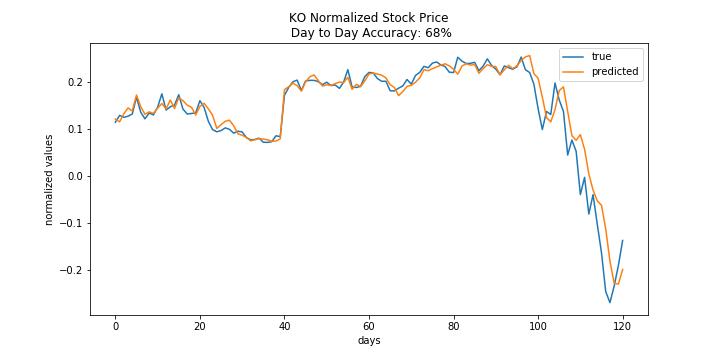 KO Normalized Stock Price
Day to Day Accuracy: 68%
true
predicted
normalized values
0.2
0.1
0.0
−0.1
−0.2
0
20
40
60
80
100
120
days